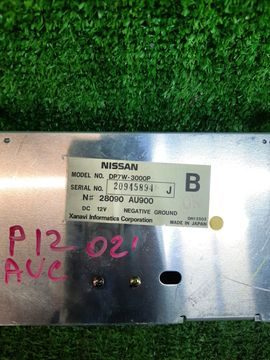 NISSAN
MODEL NO. DP7W-3000P
SERIAL NO. 20945894 J
B
N# 28090 AU900
DC 12V NEGATIVE GROUND
Xanavi Informatics Corporation
MADE IN JAPAN
P12 021
AVC